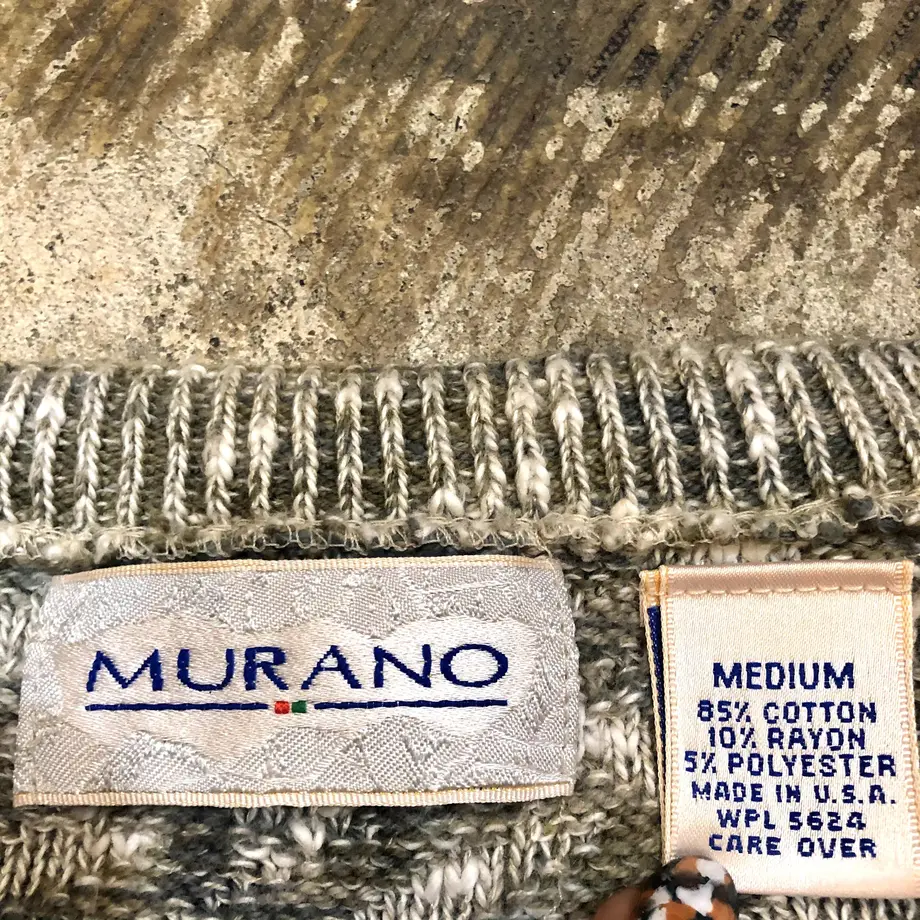 MURANO
MEDIUM
85% COTTON
10% RAYON
5% POLYESTER
MADE IN U.S.A.
WPL 5624
CARE OVER